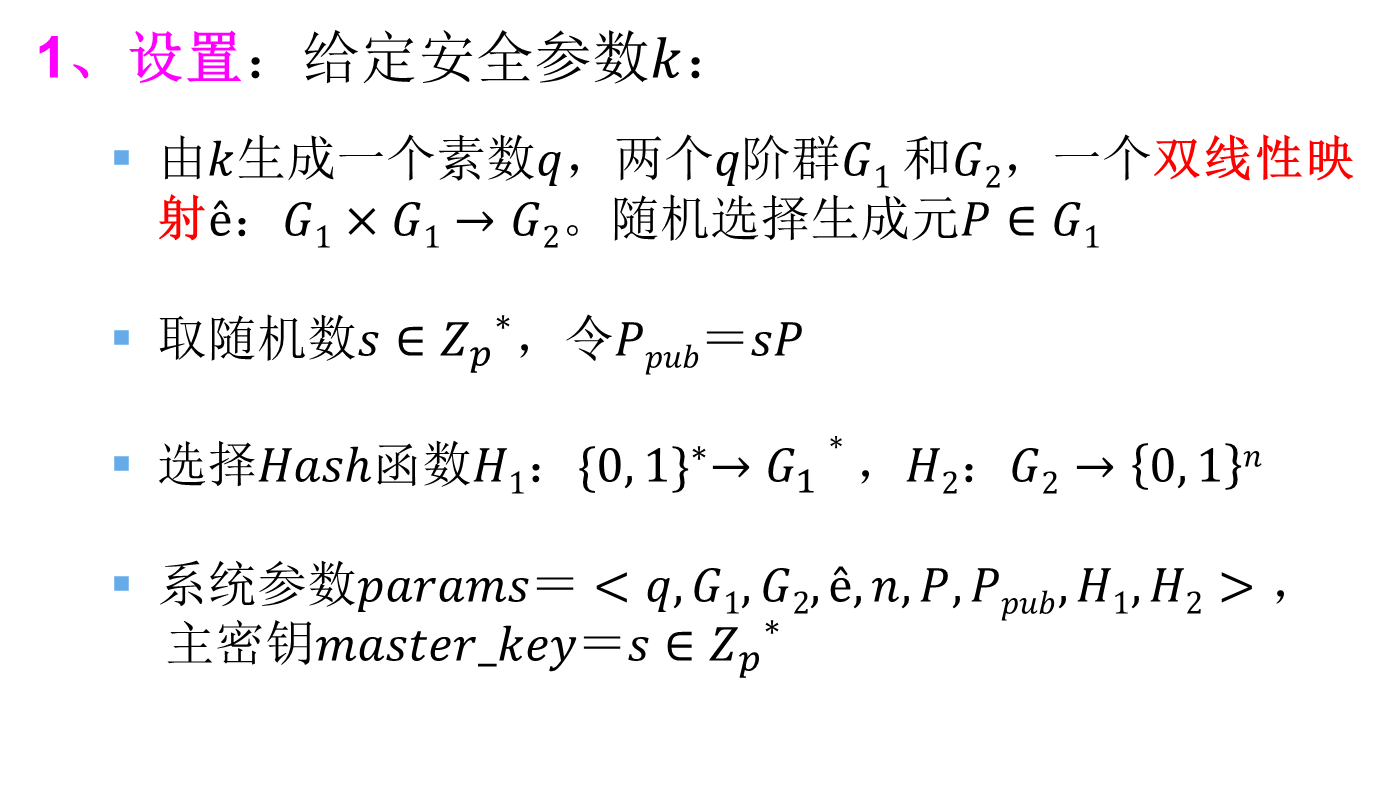 1、设置：给定安全参数k：
▪ 由k生成一个素数q，两个q阶群G₁ 和G₂，一个双线性映
射ê：G₁ × G₁ → G₂。随机选择生成元P ∈ G₁
▪ 取随机数s ∈ Z_p*，令P_pub＝sP
▪ 选择Hash函数H₁：{0, 1}*→ G₁*，H₂：G₂ → {0, 1}ⁿ
▪ 系统参数params＝ < q, G₁, G₂, ê, n, P, P_pub, H₁, H₂ >，
主密钥master_key＝s ∈ Z_p*